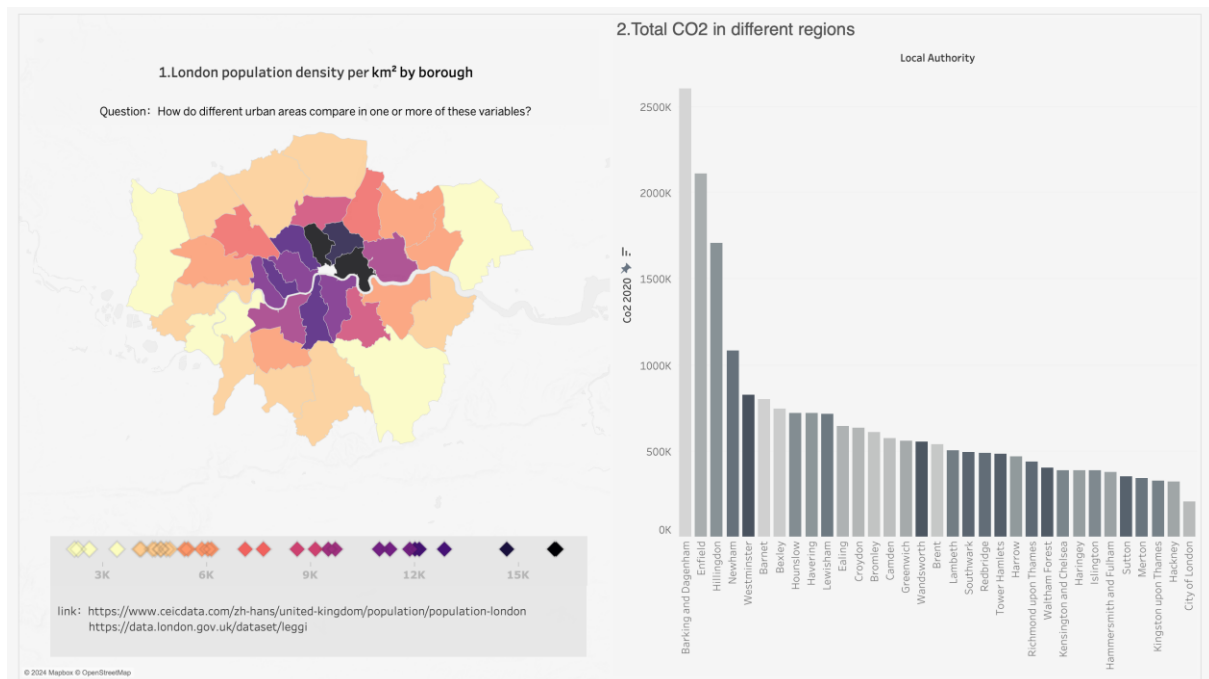 1.London population density per km² by borough
Question：How do different urban areas compare in one or more of these variables?
3K
6K
9K
12K
15K
link：https://www.ceicdata.com/zh-hans/united-kingdom/population/population-london
https://data.london.gov.uk/dataset/leggi
© 2024 Mapbox © OpenStreetMap
2.Total CO2 in different regions
Local Authority
Co2 2020
2500K
2000K
1500K
1000K
500K
0K
Barking and Dagenham
Enfield
Hillingdon
Newham
Westminster
Barnet
Bexley
Hounslow
Havering
Lewisham
Ealing
Croydon
Bromley
Camden
Greenwich
Wandsworth
Brent
Lambeth
Southwark
Redbridge
Tower Hamlets
Harrow
Richmond upon Thames
Waltham Forest
Kensington and Chelsea
Haringey
Islington
Hammersmith and Fulham
Sutton
Merton
Kingston upon Thames
Hackney
City of London